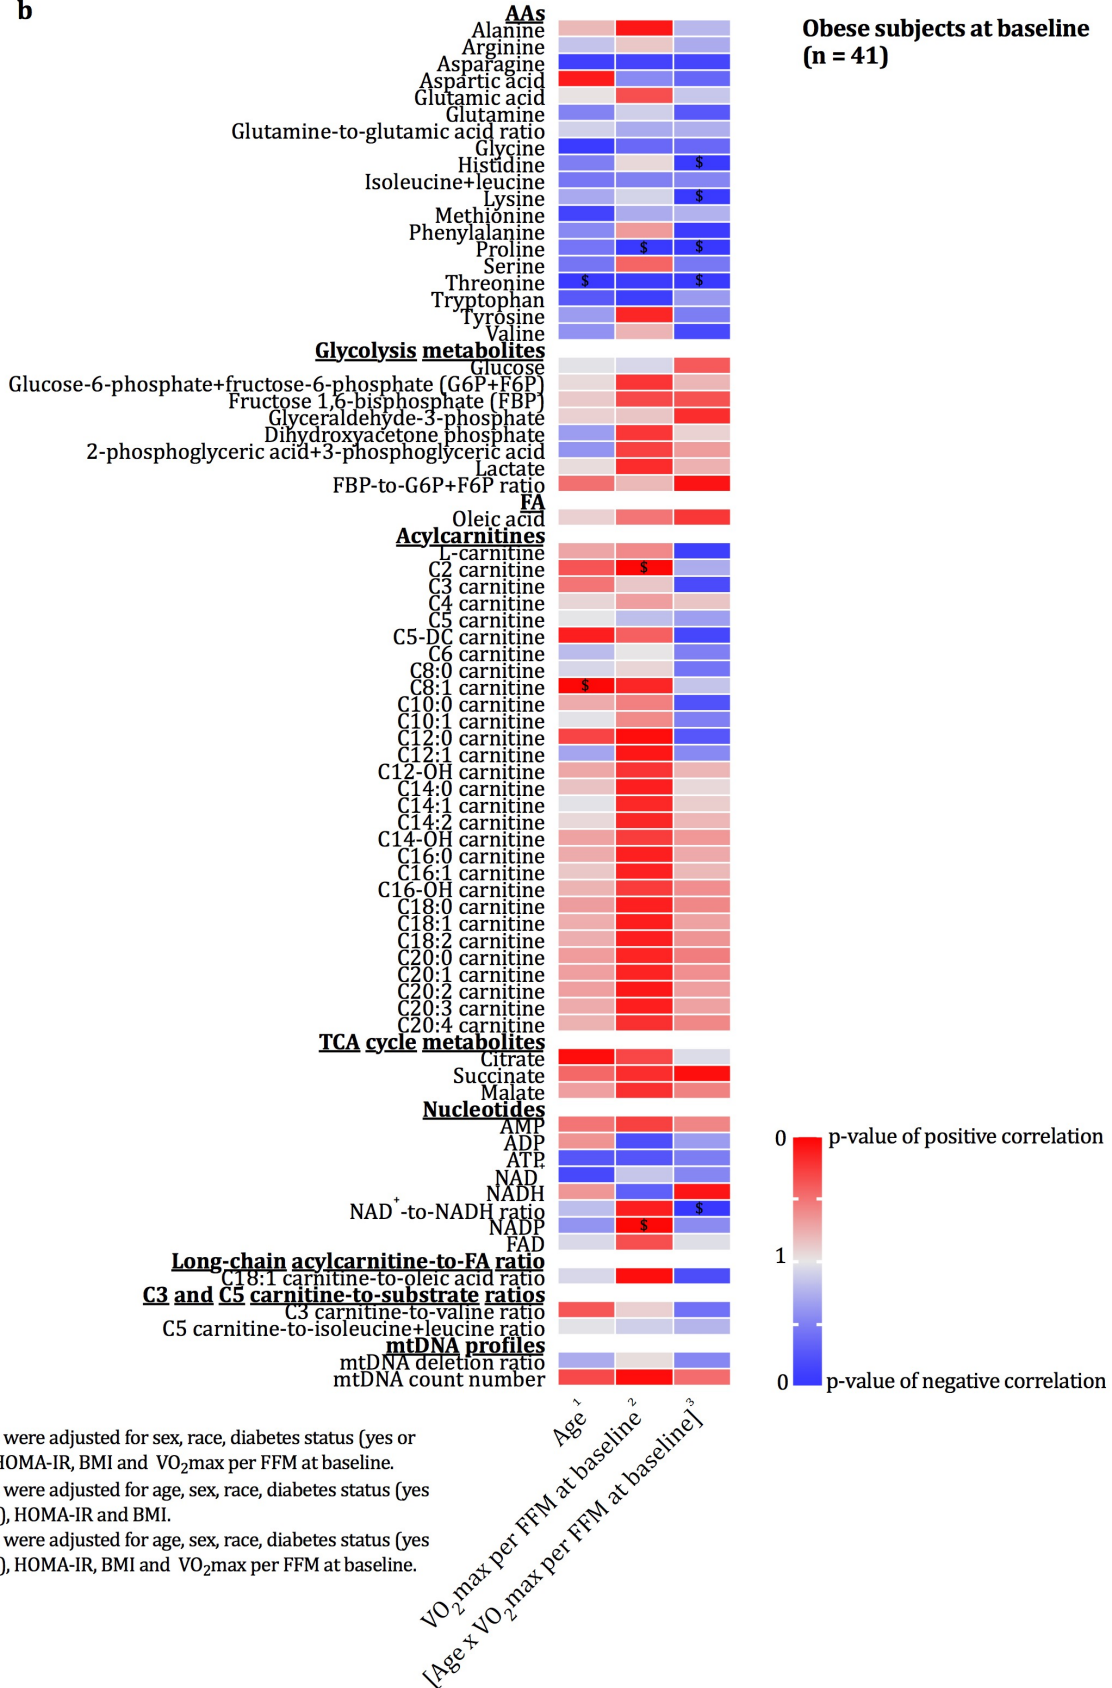 b
AAs
Obese subjects at baseline
(n = 41)
Alanine
Arginine
Asparagine
Aspartic acid
Glutamic acid
Glutamine
Glutamine-to-glutamic acid ratio
Glycine
Histidine $
Isoleucine+leucine
Lysine $
Methionine
Phenylalanine
Proline $ $
Serine
Threonine $ $
Tryptophan
Tyrosine
Valine
Glycolysis metabolites
Glucose
Glucose-6-phosphate+fructose-6-phosphate (G6P+F6P)
Fructose 1,6-bisphosphate (FBP)
Glyceraldehyde-3-phosphate
Dihydroxyacetone phosphate
2-phosphoglyceric acid+3-phosphoglyceric acid
Lactate
FBP-to-G6P+F6P ratio
FA
Oleic acid
Acylcarnitines
L-carnitine
C2 carnitine $
C3 carnitine
C4 carnitine
C5 carnitine
C5-DC carnitine
C6 carnitine
C8:0 carnitine
C8:1 carnitine $
C10:0 carnitine
C10:1 carnitine
C12:0 carnitine
C12:1 carnitine
C12-OH carnitine
C14:0 carnitine
C14:1 carnitine
C14:2 carnitine
C14-OH carnitine
C16:0 carnitine
C16:1 carnitine
C16-OH carnitine
C18:0 carnitine
C18:1 carnitine
C18:2 carnitine
C20:0 carnitine
C20:1 carnitine
C20:2 carnitine
C20:3 carnitine
C20:4 carnitine
TCA cycle metabolites
Citrate
Succinate
Malate
Nucleotides
AMP
ADP
ATP
NAD+
NADH
NAD+-to-NADH ratio $
NADP $
FAD
Long-chain acylcarnitine-to-FA ratio
C18:1 carnitine-to-oleic acid ratio
C3 and C5 carnitine-to-substrate ratios
C3 carnitine-to-valine ratio
C5 carnitine-to-isoleucine+leucine ratio
mtDNA profiles
mtDNA deletion ratio
mtDNA count number
0 p-value of positive correlation
1
0 p-value of negative correlation
Age¹
VO₂max per FFM at baseline²
[Age x VO₂max per FFM at baseline]³
were adjusted for sex, race, diabetes status (yes or
HOMA-IR, BMI and VO₂max per FFM at baseline.
were adjusted for age, sex, race, diabetes status (yes
), HOMA-IR and BMI.
were adjusted for age, sex, race, diabetes status (yes
), HOMA-IR, BMI and VO₂max per FFM at baseline.